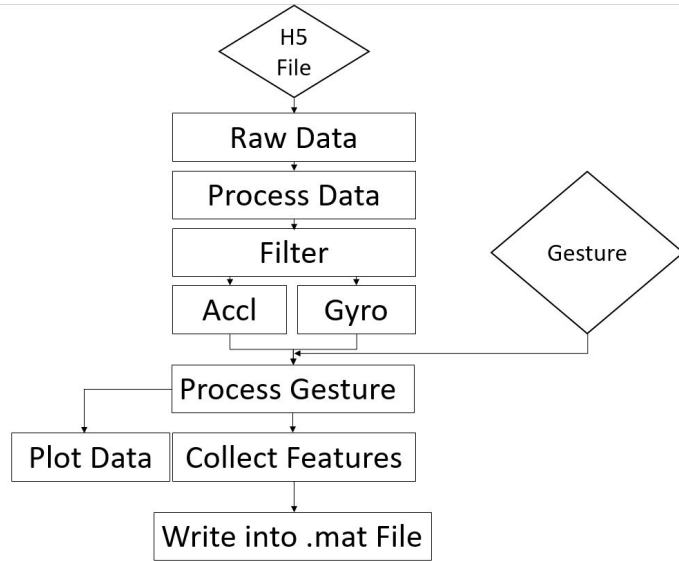 H5
File
Raw Data
Process Data
Gesture
Filter
Accl
Gyro
Process Gesture
Plot Data
Collect Features
Write into .mat File